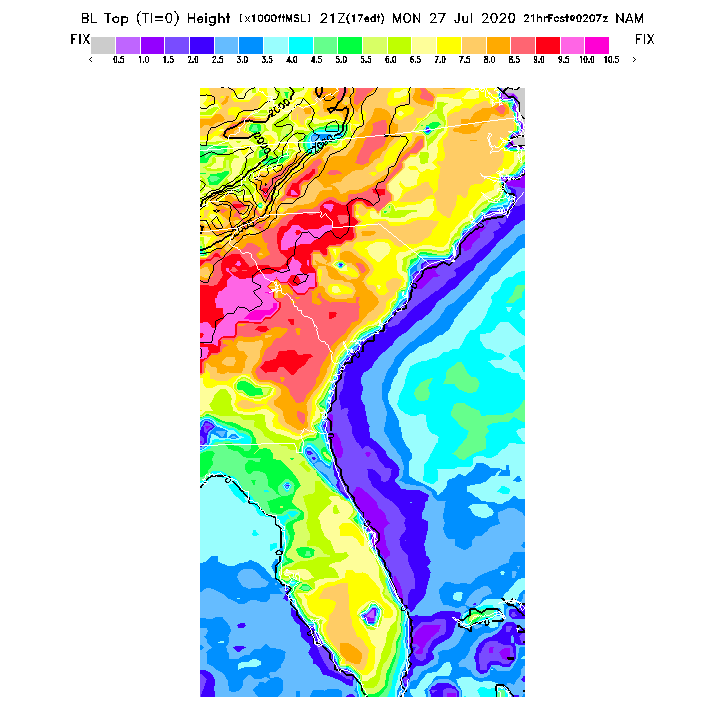 BL Top (TI=0) Height [x1000ftMSL] 21Z(17edt) MON 27 Jul 2020 21hrFcst@0207z NAM
FIX FIX
< 0.5 1.0 1.5 2.0 2.5 3.0 3.5 4.0 4.5 5.0 5.5 6.0 6.5 7.0 7.5 8.0 8.5 9.0 9.5 10.0 10.5 >
2000
2000
2000